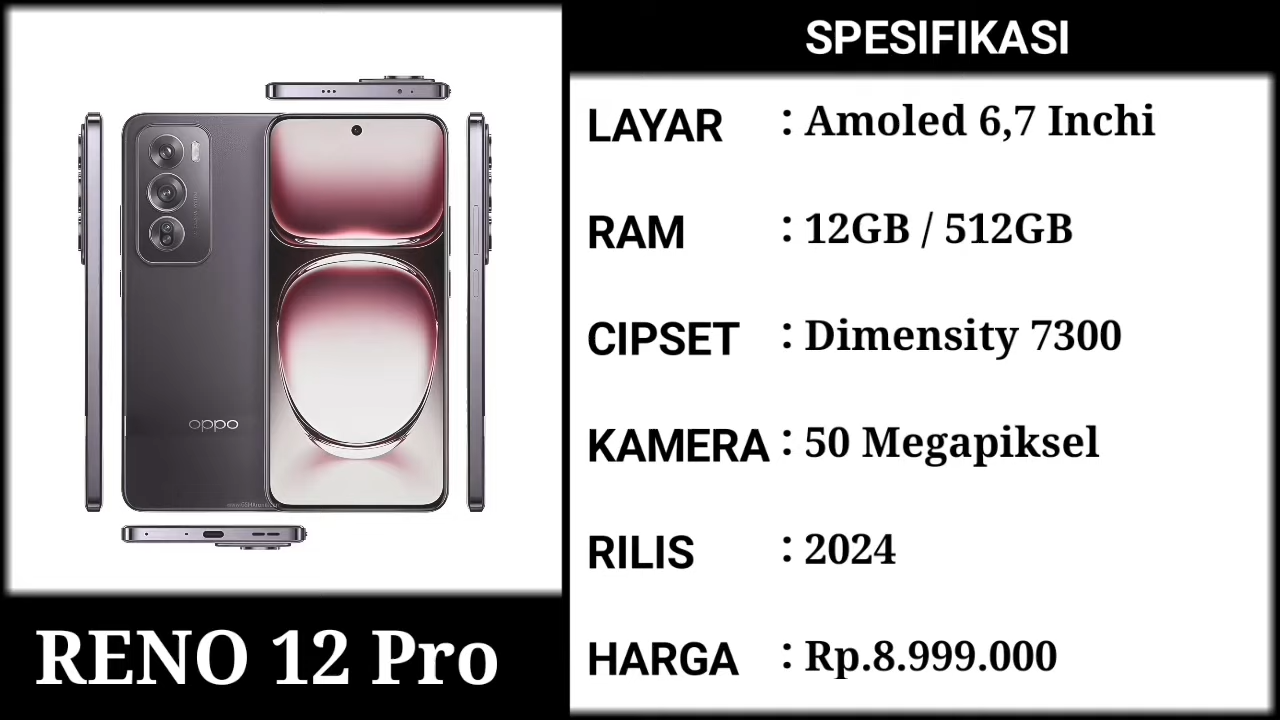 SPESIFIKASI
LAYAR : Amoled 6,7 Inchi
RAM : 12GB / 512GB
CIPSET : Dimensity 7300
KAMERA : 50 Megapiksel
RILIS : 2024
HARGA : Rp.8.999.000
oppo
RENO 12 Pro